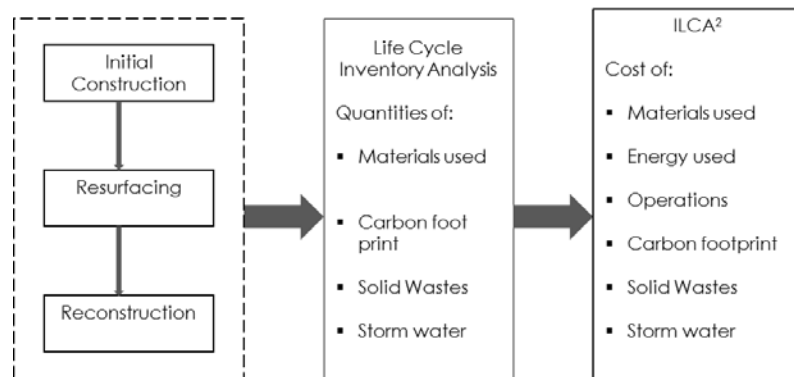 Initial
Construction
Resurfacing
Reconstruction
Life Cycle
Inventory Analysis
Quantities of:
▪ Materials used
▪ Carbon foot
print
▪ Solid Wastes
▪ Storm water
ILCA²
Cost of:
▪ Materials used
▪ Energy used
▪ Operations
▪ Carbon footprint
▪ Solid Wastes
▪ Storm water